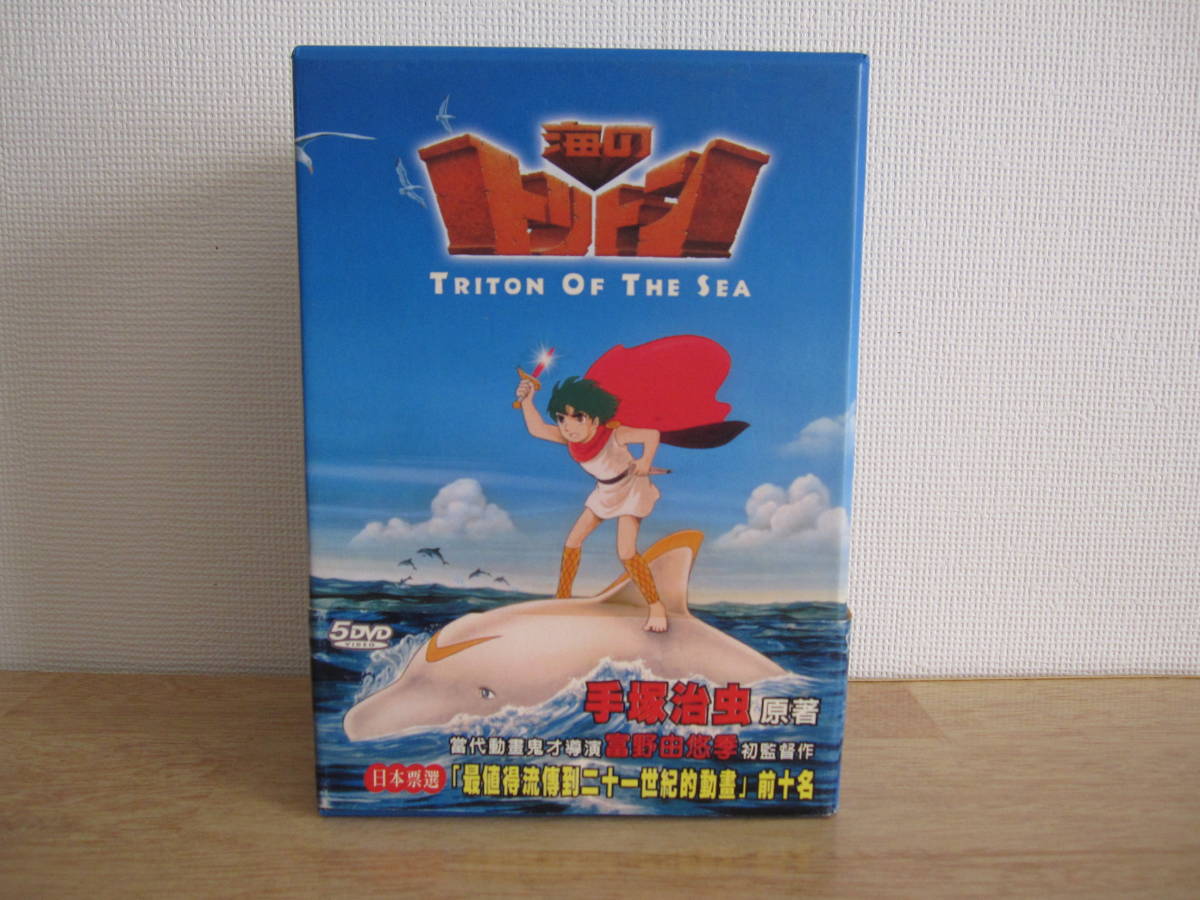 海の
トリトン
TRITON OF THE SEA
5DVD
VIDEO
手塚治虫 原著
當代動畫鬼才導演富野由悠季初監督作
日本票選「最值得流傳到二十一世紀的動畫」前十名